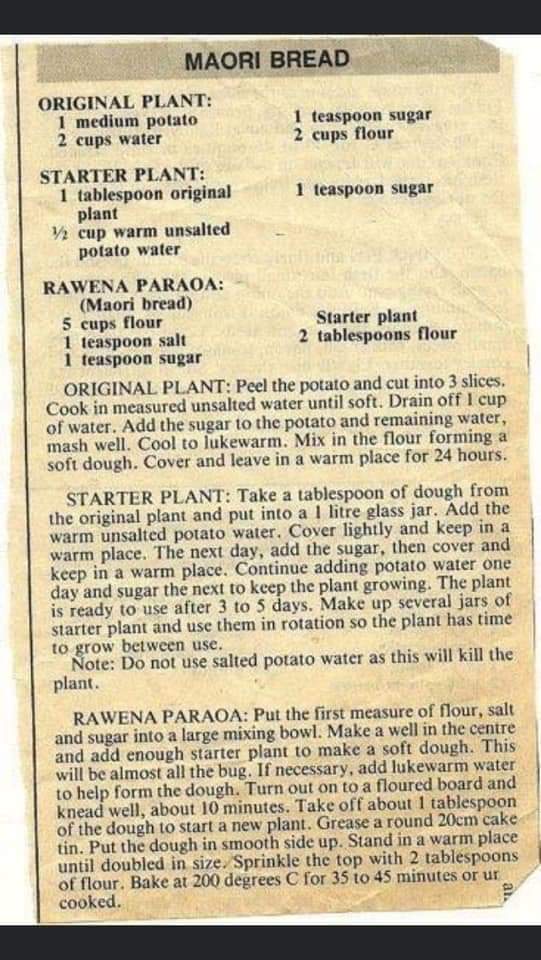 MAORI BREAD
ORIGINAL PLANT:
1 medium potato
2 cups water
1 teaspoon sugar
2 cups flour
STARTER PLANT:
1 tablespoon original
plant
½ cup warm unsalted
potato water
1 teaspoon sugar
RAWENA PARAOA:
(Maori bread)
5 cups flour
1 teaspoon salt
1 teaspoon sugar
Starter plant
2 tablespoons flour
ORIGINAL PLANT: Peel the potato and cut into 3 slices.
Cook in measured unsalted water until soft. Drain off 1 cup
of water. Add the sugar to the potato and remaining water,
mash well. Cool to lukewarm. Mix in the flour forming a
soft dough. Cover and leave in a warm place for 24 hours.
STARTER PLANT: Take a tablespoon of dough from
the original plant and put into a 1 litre glass jar. Add the
warm unsalted potato water. Cover lightly and keep in a
warm place. The next day, add the sugar, then cover and
keep in a warm place. Continue adding potato water one
day and sugar the next to keep the plant growing. The plant
is ready to use after 3 to 5 days. Make up several jars of
starter plant and use them in rotation so the plant has time
to grow between use.
Note: Do not use salted potato water as this will kill the
plant.
RAWENA PARAOA: Put the first measure of flour, salt
and sugar into a large mixing bowl. Make a well in the centre
and add enough starter plant to make a soft dough. This
will be almost all the bug. If necessary, add lukewarm water
to help form the dough. Turn out on to a floured board and
knead well, about 10 minutes. Take off about 1 tablespoon
of the dough to start a new plant. Grease a round 20cm cake
tin. Put the dough in smooth side up. Stand in a warm place
until doubled in size. Sprinkle the top with 2 tablespoons
of flour. Bake at 200 degrees C for 35 to 45 minutes or ur
cooked.